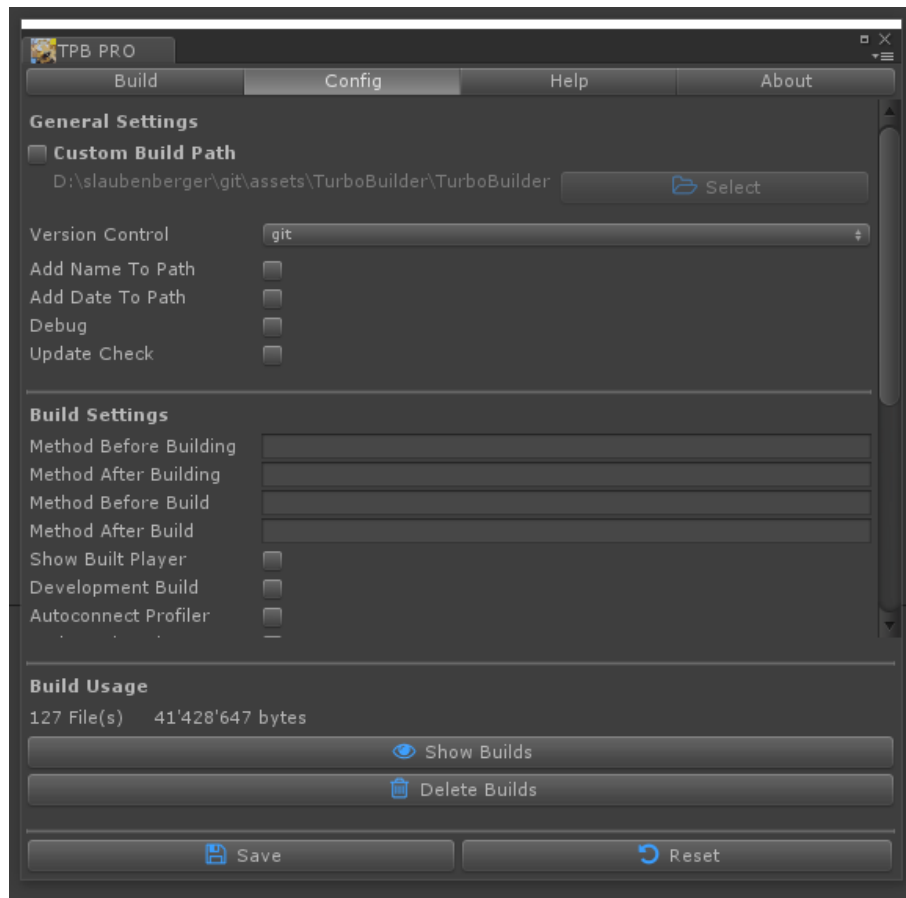 TPB PRO
Build Config Help About
General Settings
Custom Build Path
D:\slaubenberger\git\assets\TurboBuilder\TurboBuilder Select
Version Control git
Add Name To Path
Add Date To Path
Debug
Update Check
Build Settings
Method Before Building
Method After Building
Method Before Build
Method After Build
Show Built Player
Development Build
Autoconnect Profiler
Build Usage
127 File(s) 41'428'647 bytes
Show Builds
Delete Builds
Save Reset